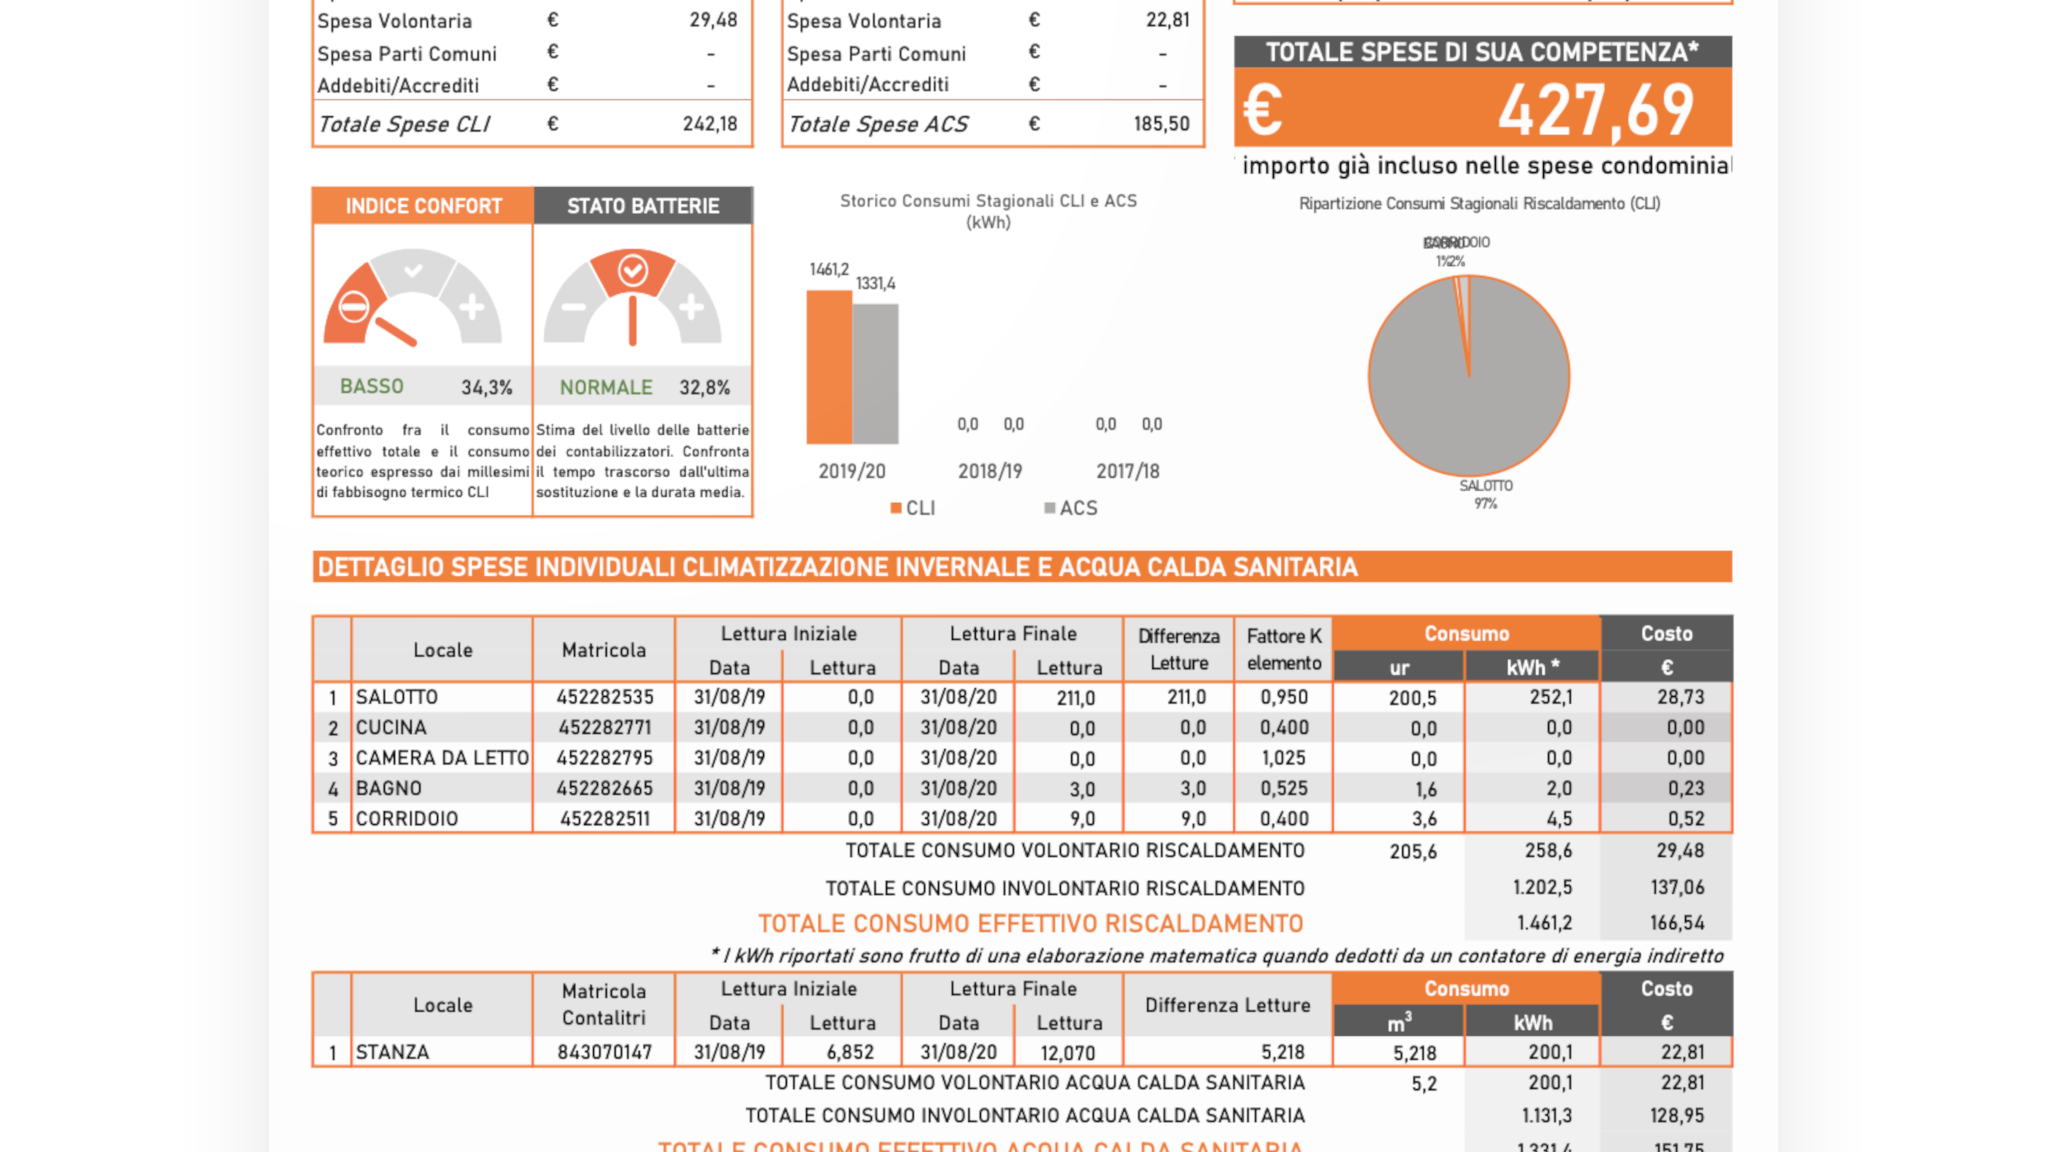 Spesa Volontaria € 29,48
Spesa Parti Comuni € -
Addebiti/Accrediti € -
Totale Spese CLI € 242,18
Spesa Volontaria € 22,81
Spesa Parti Comuni € -
Addebiti/Accrediti € -
Totale Spese ACS € 185,50
TOTALE SPESE DI SUA COMPETENZA*
€ 427,69
importo già incluso nelle spese condominial
INDICE CONFORT
BASSO 34,3%
Confronto fra il consumo
effettivo totale e il consumo
teorico espresso dai millesimi
di fabbisogno termico CLI
STATO BATTERIE
NORMALE 32,8%
Stima del livello delle batterie
dei contabilizzatori. Confronta
il tempo trascorso dall'ultima
sostituzione e la durata media.
Storico Consumi Stagionali CLI e ACS
(kWh)
1461,2
1331,4
0,0 0,0 0,0 0,0
2019/20 2018/19 2017/18
CLI ACS
Ripartizione Consumi Stagionali Riscaldamento (CLI)
CORRIDOIO
1% 2%
SALOTTO
97%
DETTAGLIO SPESE INDIVIDUALI CLIMATIZZAZIONE INVERNALE E ACQUA CALDA SANITARIA
Locale Matricola Lettura Iniziale Lettura Finale Differenza Letture Fattore K elemento Consumo Costo
Data Lettura Data Lettura ur kWh * €
1 SALOTTO 452282535 31/08/19 0,0 31/08/20 211,0 211,0 0,950 200,5 252,1 28,73
2 CUCINA 452282771 31/08/19 0,0 31/08/20 0,0 0,0 0,400 0,0 0,0 0,00
3 CAMERA DA LETTO 452282795 31/08/19 0,0 31/08/20 0,0 0,0 1,025 0,0 0,0 0,00
4 BAGNO 452282665 31/08/19 0,0 31/08/20 3,0 3,0 0,525 1,6 2,0 0,23
5 CORRIDOIO 452282511 31/08/19 0,0 31/08/20 9,0 9,0 0,400 3,6 4,5 0,52
TOTALE CONSUMO VOLONTARIO RISCALDAMENTO 205,6 258,6 29,48
TOTALE CONSUMO INVOLONTARIO RISCALDAMENTO 1.202,5 137,06
TOTALE CONSUMO EFFETTIVO RISCALDAMENTO 1.461,2 166,54
* I kWh riportati sono frutto di una elaborazione matematica quando dedotti da un contatore di energia indiretto
Locale Matricola Contalitri Lettura Iniziale Lettura Finale Differenza Letture Consumo Costo
Data Lettura Data Lettura m³ kWh €
1 STANZA 843070147 31/08/19 6,852 31/08/20 12,070 5,218 5,218 200,1 22,81
TOTALE CONSUMO VOLONTARIO ACQUA CALDA SANITARIA 5,2 200,1 22,81
TOTALE CONSUMO INVOLONTARIO ACQUA CALDA SANITARIA 1.131,3 128,95
TOTALE CONSUMO EFFETTIVO ACQUA CALDA SANITARIA 1.331,4 151,75